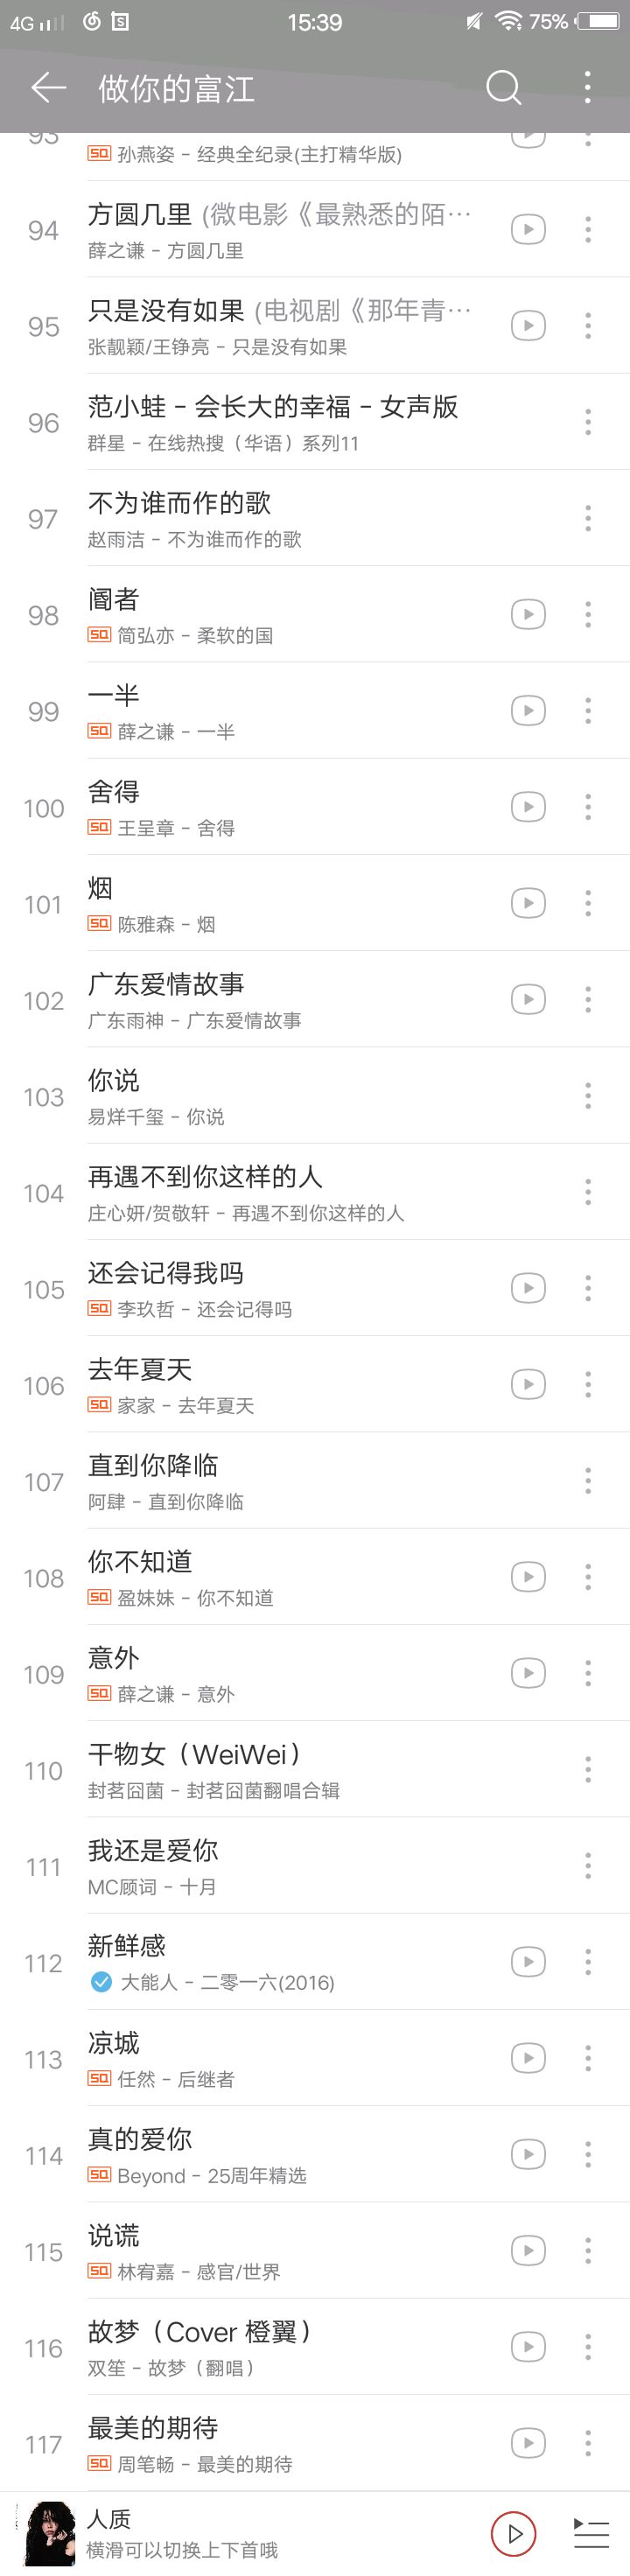 4G 15:39 75%
做你的富江
93
SQ 孙燕姿 - 经典全纪录(主打精华版)
94
方圆几里 (微电影《最熟悉的陌…
薛之谦 - 方圆几里
95
只是没有如果 (电视剧《那年青…
张靓颖/王铮亮 - 只是没有如果
96
范小蛙 - 会长大的幸福 - 女声版
群星 - 在线热搜（华语）系列11
97
不为谁而作的歌
赵雨洁 - 不为谁而作的歌
98
阍者
SQ 简弘亦 - 柔软的国
99
一半
SQ 薛之谦 - 一半
100
舍得
SQ 王呈章 - 舍得
101
烟
SQ 陈雅森 - 烟
102
广东爱情故事
广东雨神 - 广东爱情故事
103
你说
易烊千玺 - 你说
104
再遇不到你这样的人
庄心妍/贺敬轩 - 再遇不到你这样的人
105
还会记得我吗
SQ 李玖哲 - 还会记得吗
106
去年夏天
SQ 家家 - 去年夏天
107
直到你降临
阿肆 - 直到你降临
108
你不知道
SQ 盈妹妹 - 你不知道
109
意外
SQ 薛之谦 - 意外
110
干物女（WeiWei）
封茗囧菌 - 封茗囧菌翻唱合辑
111
我还是爱你
MC顾词 - 十月
112
新鲜感
大能人 - 二零一六(2016)
113
凉城
SQ 任然 - 后继者
114
真的爱你
SQ Beyond - 25周年精选
115
说谎
SQ 林宥嘉 - 感官/世界
116
故梦（Cover 橙翼）
双笙 - 故梦（翻唱）
117
最美的期待
SQ 周笔畅 - 最美的期待
人质
横滑可以切换上下首哦